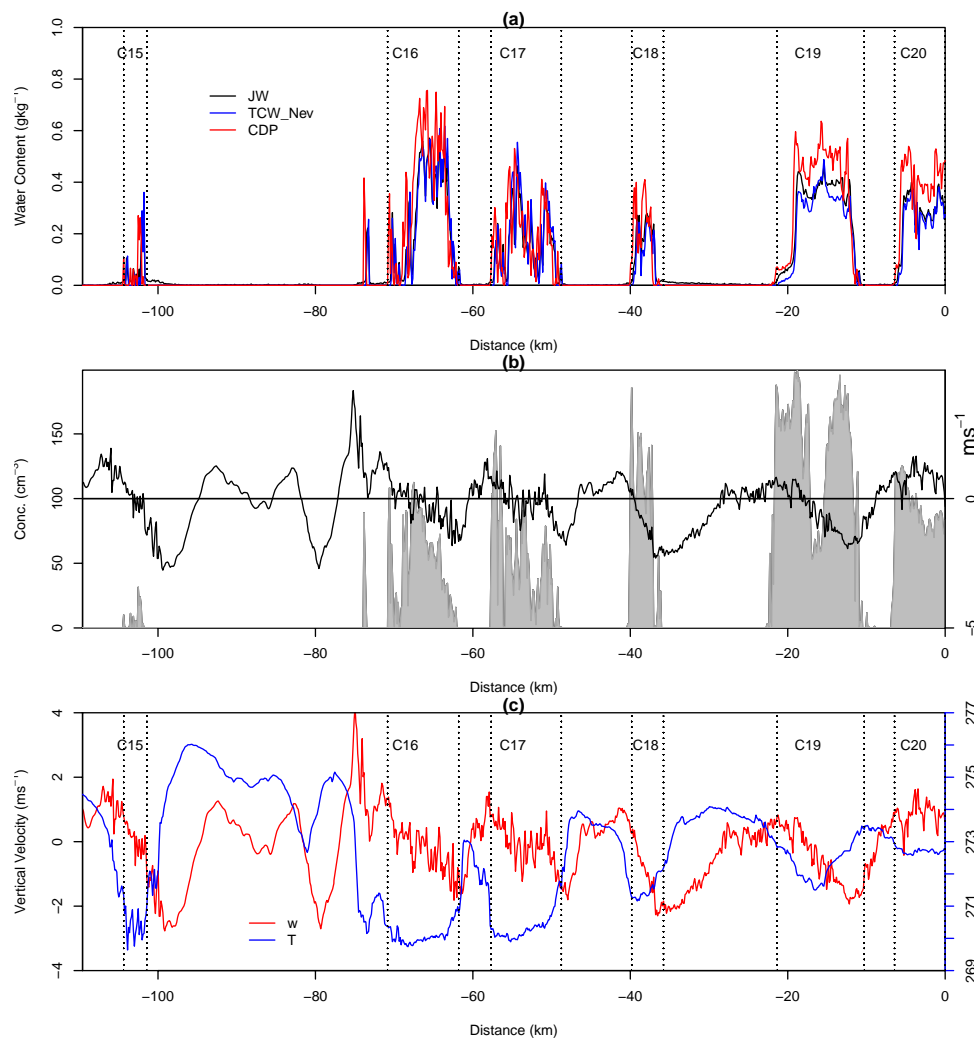 (a)
C15 C16 C17 C18 C19 C20
JW
TCW_Nev
CDP
Water Content (gkg⁻¹)
0.0 0.2 0.4 0.6 0.8 1.0
−100 −80 −60 −40 −20 0
Distance (km)
(b)
Conc. (cm⁻³)
0 50 100 150
ms⁻¹
−5 0
−100 −80 −60 −40 −20 0
Distance (km)
(c)
C15 C16 C17 C18 C19 C20
w
T
Vertical Velocity (ms⁻¹)
−4 −2 0 2 4
269 271 273 275 277
−100 −80 −60 −40 −20 0
Distance (km)